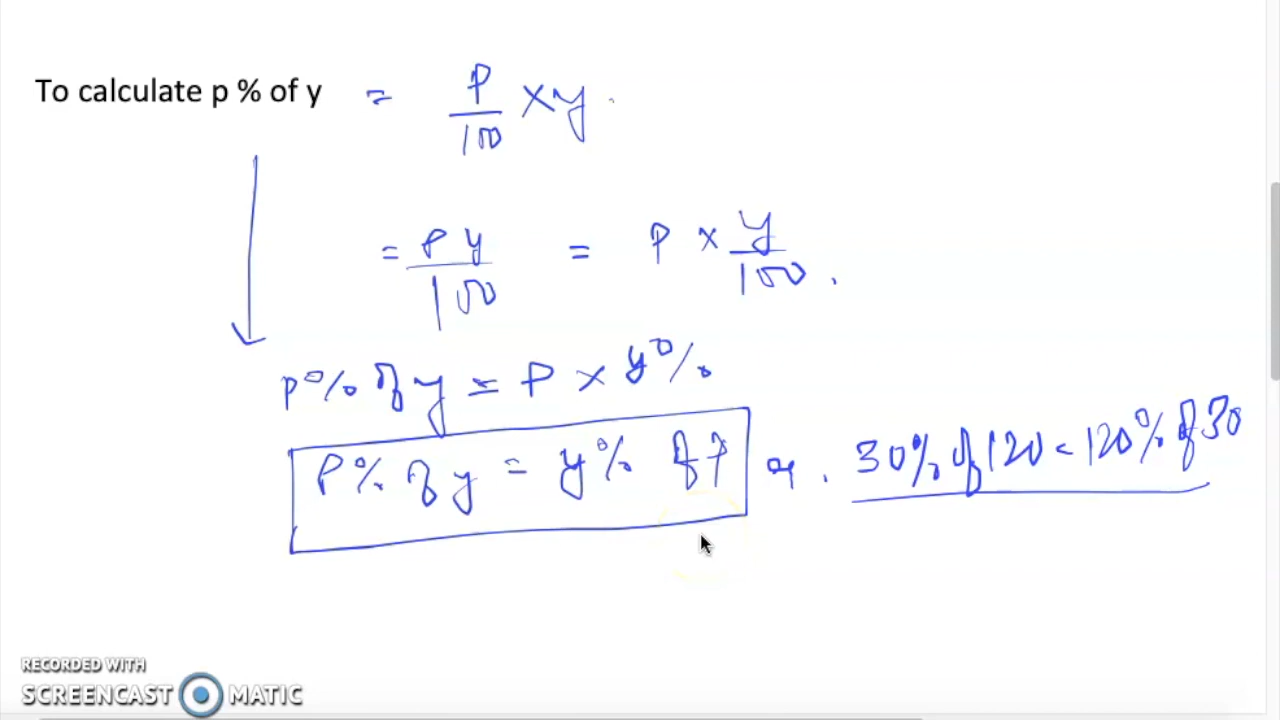 To calculate p % of y = P/100 × y.
= Py/100 = P × y/100.
P% of y = P × y%
P% of y = y% of P eg. 30% of 120 = 120% of 30
RECORDED WITH
SCREENCAST MATIC